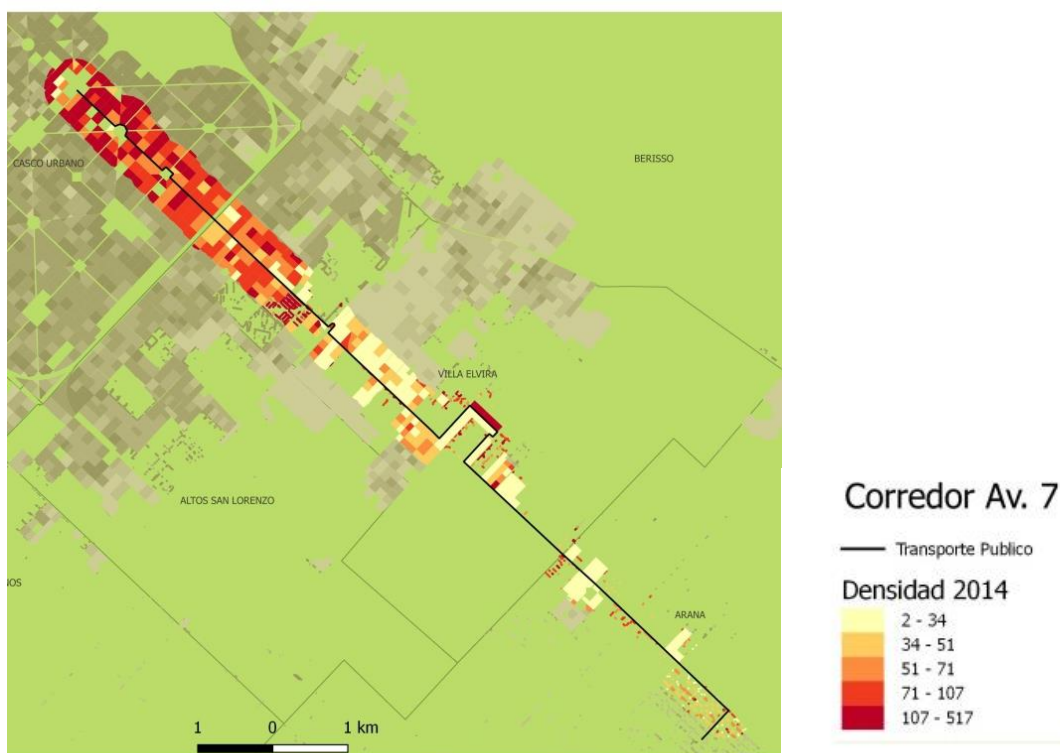 BERISSO
CASCO URBANO
VILLA ELVIRA
ALTOS SAN LORENZO
NOS
ARANA
1 0 1 km
Corredor Av. 7
Transporte Publico
Densidad 2014
2 - 34
34 - 51
51 - 71
71 - 107
107 - 517